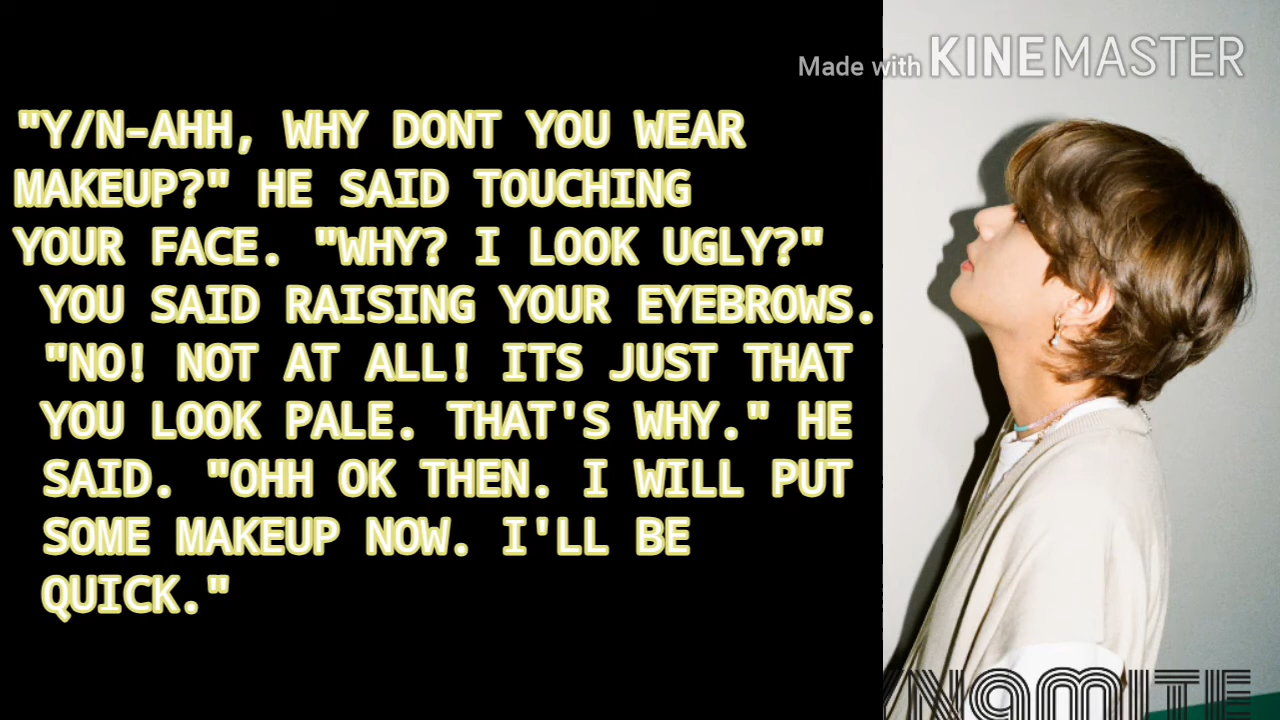 Made with KINEMASTER
"Y/N-AHH, WHY DONT YOU WEAR
MAKEUP?" HE SAID TOUCHING
YOUR FACE. "WHY? I LOOK UGLY?"
YOU SAID RAISING YOUR EYEBROWS.
"NO! NOT AT ALL! ITS JUST THAT
YOU LOOK PALE. THAT'S WHY." HE
SAID. "OHH OK THEN. I WILL PUT
SOME MAKEUP NOW. I'LL BE
QUICK."
NaMITE